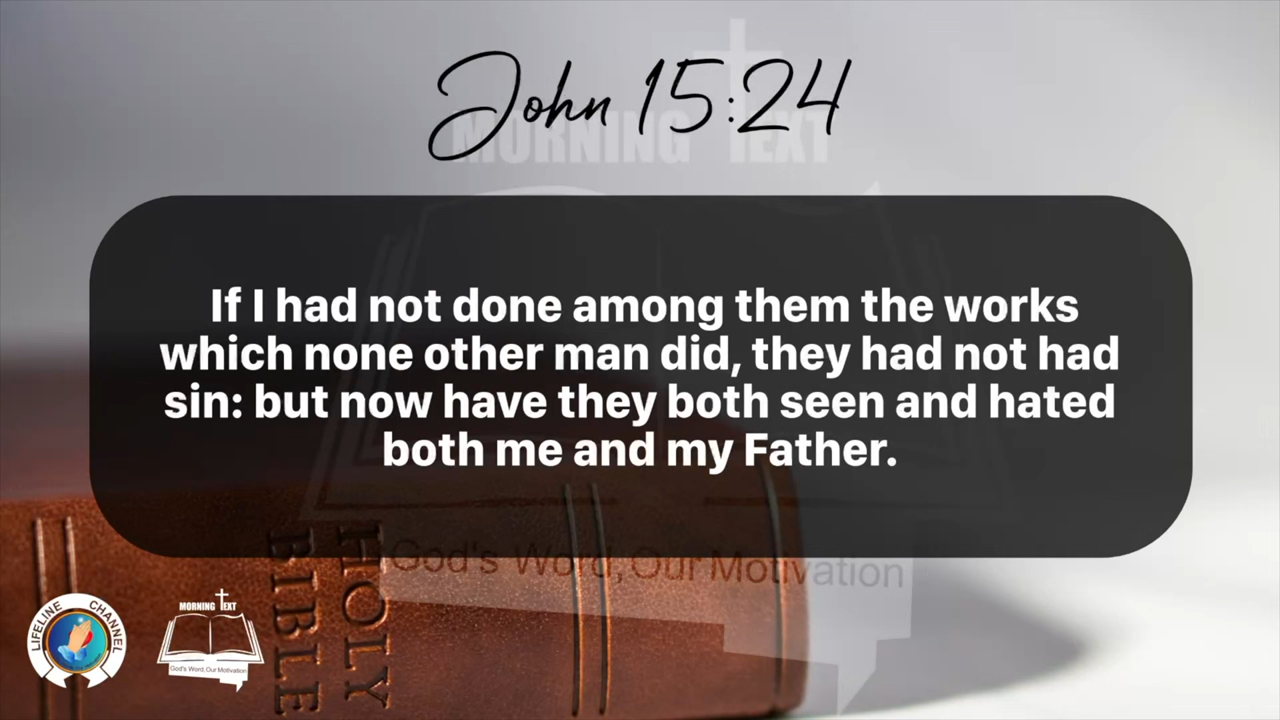 John 15:24
MORNING TEXT
If I had not done among them the works
which none other man did, they had not had
sin: but now have they both seen and hated
both me and my Father.
God's Word, Our Motivation
HOLY
BIBLE
LIFELINE CHANNEL
MORNING TEXT
God's Word, Our Motivation